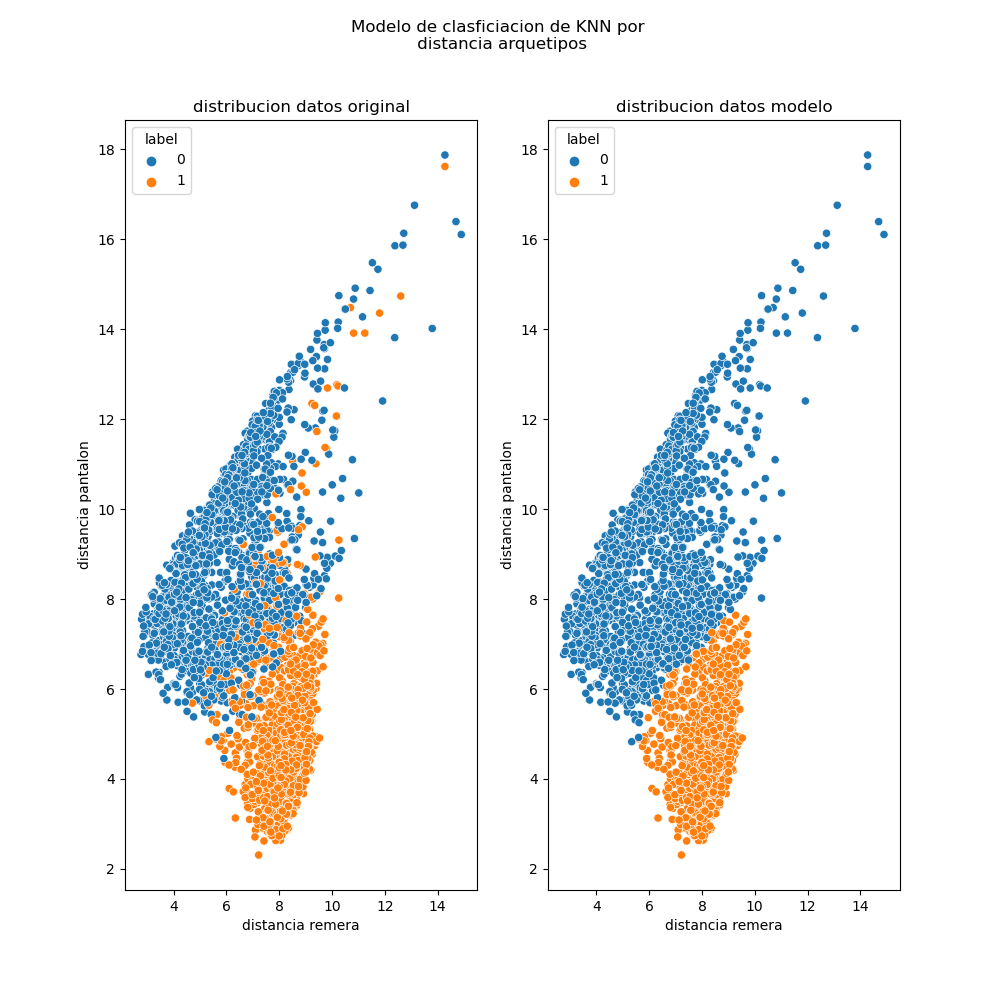 Modelo de clasficiacion de KNN por
distancia arquetipos
distribucion datos original
label
0
1
18
16
14
12
10
8
6
4
2
distancia pantalon
4 6 8 10 12 14
distancia remera
distribucion datos modelo
label
0
1
18
16
14
12
10
8
6
4
2
distancia pantalon
4 6 8 10 12 14
distancia remera